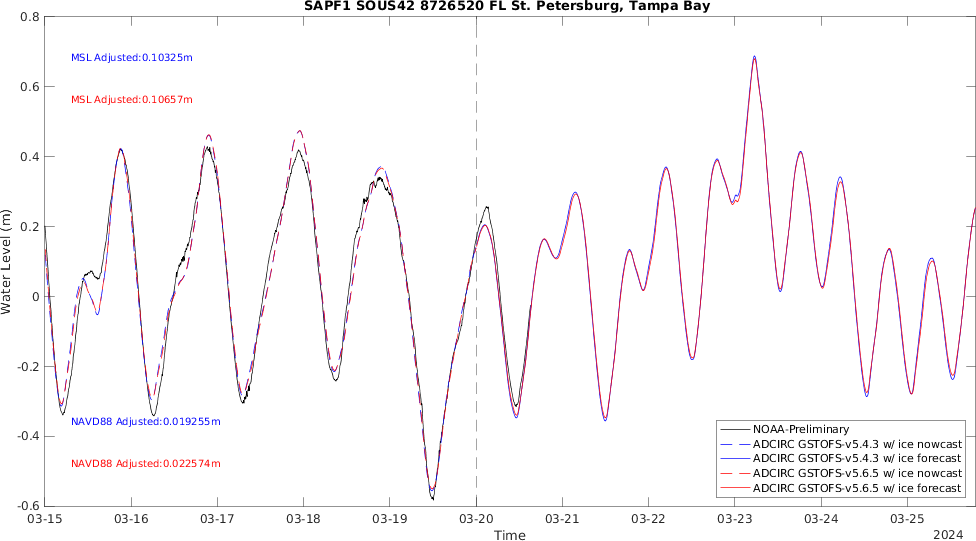 SAPF1 SOUS42 8726520 FL St. Petersburg, Tampa Bay
0.8
0.6
0.4
0.2
0
-0.2
-0.4
-0.6
Water Level (m)
MSL Adjusted:0.10325m
MSL Adjusted:0.10657m
NAVD88 Adjusted:0.019255m
NAVD88 Adjusted:0.022574m
NOAA-Preliminary
ADCIRC GSTOFS-v5.4.3 w/ ice nowcast
ADCIRC GSTOFS-v5.4.3 w/ ice forecast
ADCIRC GSTOFS-v5.6.5 w/ ice nowcast
ADCIRC GSTOFS-v5.6.5 w/ ice forecast
03-15 03-16 03-17 03-18 03-19 03-20 03-21 03-22 03-23 03-24 03-25
Time
2024